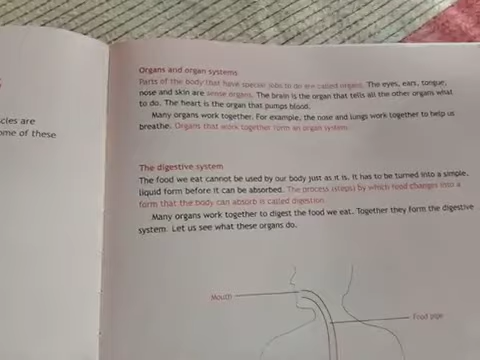 cles are
ome of these
Organs and organ systems
Parts of the body that have special jobs to do are called organs. The eyes, ears, tongue,
nose and skin are sense organs. The brain is the organ that tells all the other organs what
to do. The heart is the organ that pumps blood.
Many organs work together. For example, the nose and lungs work together to help us
breathe. Organs that work together form an organ system.
The digestive system
The food we eat cannot be used by our body just as it is. It has to be turned into a simple,
liquid form before it can be absorbed. The process (steps) by which food changes into a
form that the body can absorb is called digestion.
Many organs work together to digest the food we eat. Together they form the digestive
system. Let us see what these organs do.
Mouth
Food pipe